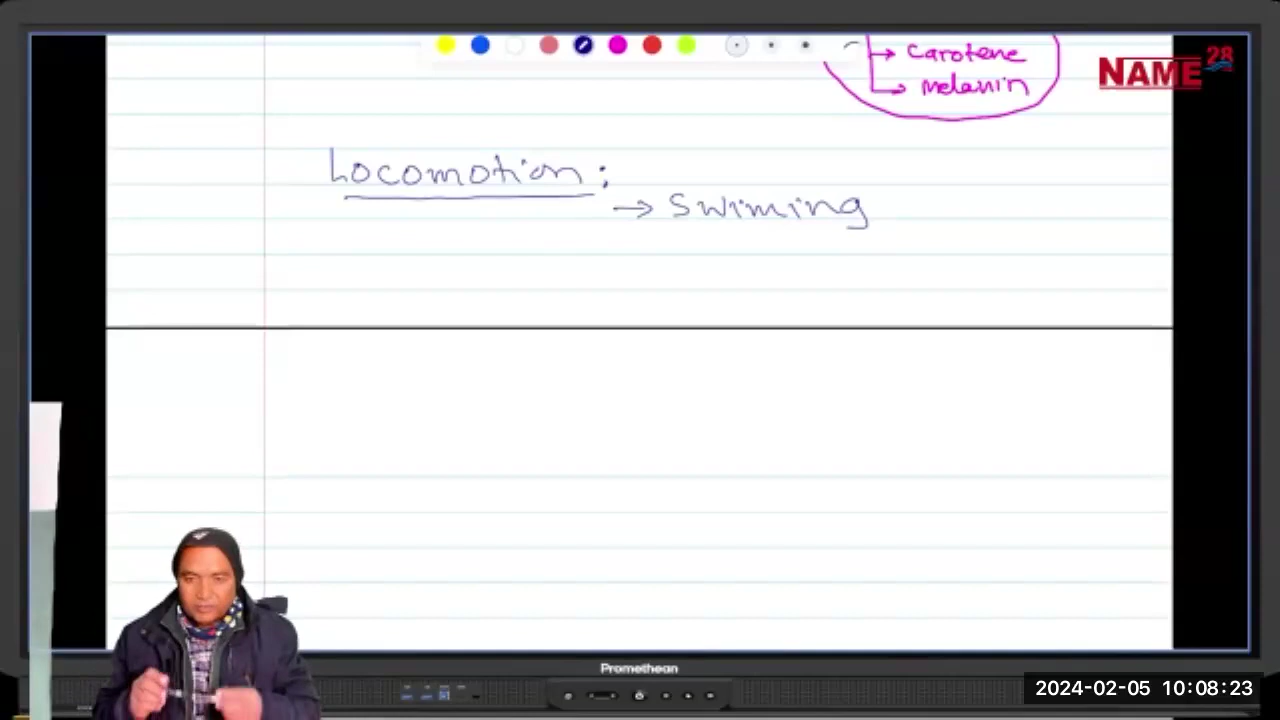 → Carotene
NAME 28
→ Melanin
Locomotion :
→ Swiming
Promethean
2024-02-05 10:08:23